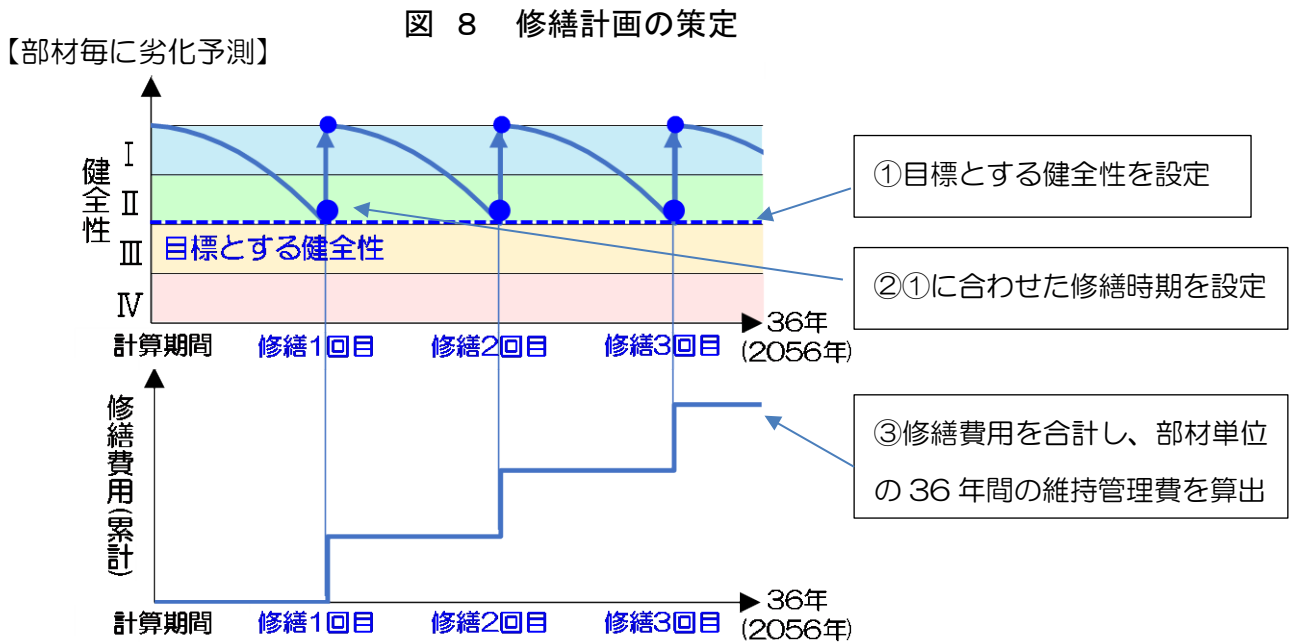 図 8 修繕計画の策定
【部材毎に劣化予測】
健全性
Ⅰ
Ⅱ
Ⅲ
Ⅳ
目標とする健全性
①目標とする健全性を設定
②①に合わせた修繕時期を設定
計算期間 修繕1回目 修繕2回目 修繕3回目
36年
(2056年)
修繕費用(累計)
③修繕費用を合計し、部材単位
の 36 年間の維持管理費を算出
計算期間 修繕1回目 修繕2回目 修繕3回目
36年
(2056年)